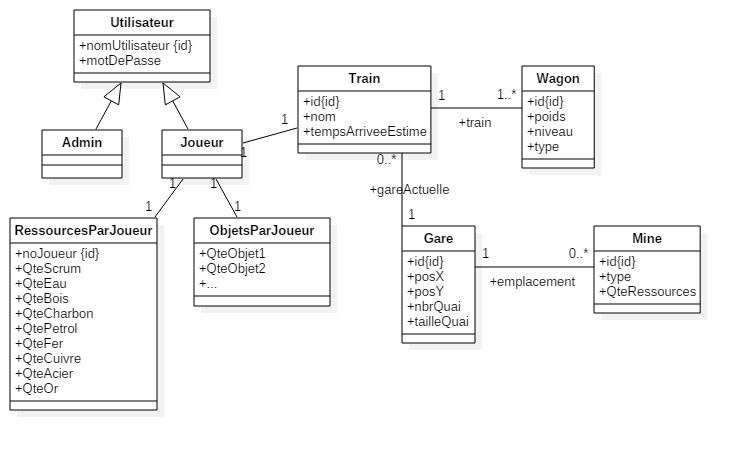 Utilisateur
+nomUtilisateur {id}
+motDePasse
Admin
Joueur
1
1
Train
+id{id}
+nom
+tempsArriveeEstime
1
1..*
+train
Wagon
+id{id}
+poids
+niveau
+type
0..*
+gareActuelle
1
1
1
1
1
RessourcesParJoueur
+noJoueur {id}
+QteScrum
+QteEau
+QteBois
+QteCharbon
+QtePetrol
+QteFer
+QteCuivre
+QteAcier
+QteOr
ObjetsParJoueur
+QteObjet1
+QteObjet2
+...
Gare
+id{id}
+posX
+posY
+nbrQuai
+tailleQuai
1
0..*
+emplacement
Mine
+id{id}
+type
+QteRessources